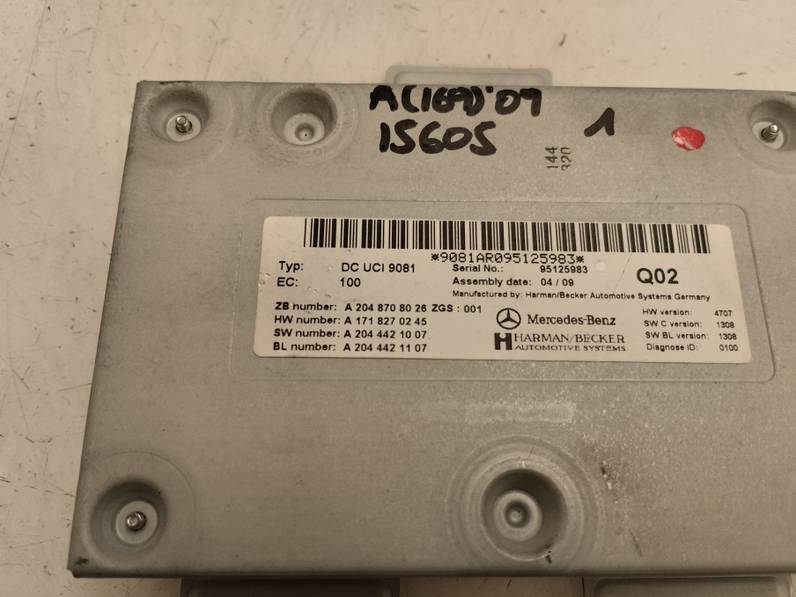 A(169)'09
15605
1
144
320
*9081AR095125983*
Typ: DC UCI 9081
EC: 100
Serial No.: 95125983
Assembly date: 04 / 09
Q02
Manufactured by: Harman/Becker Automotive Systems Germany
ZB number: A 204 870 80 26 ZGS : 001
HW number: A 171 827 02 45
SW number: A 204 442 10 07
BL number: A 204 442 11 07
Mercedes-Benz
HARMAN/BECKER
AUTOMOTIVE SYSTEMS
HW version: 4707
SW C version: 1308
SW BL version: 1308
Diagnose ID: 0100